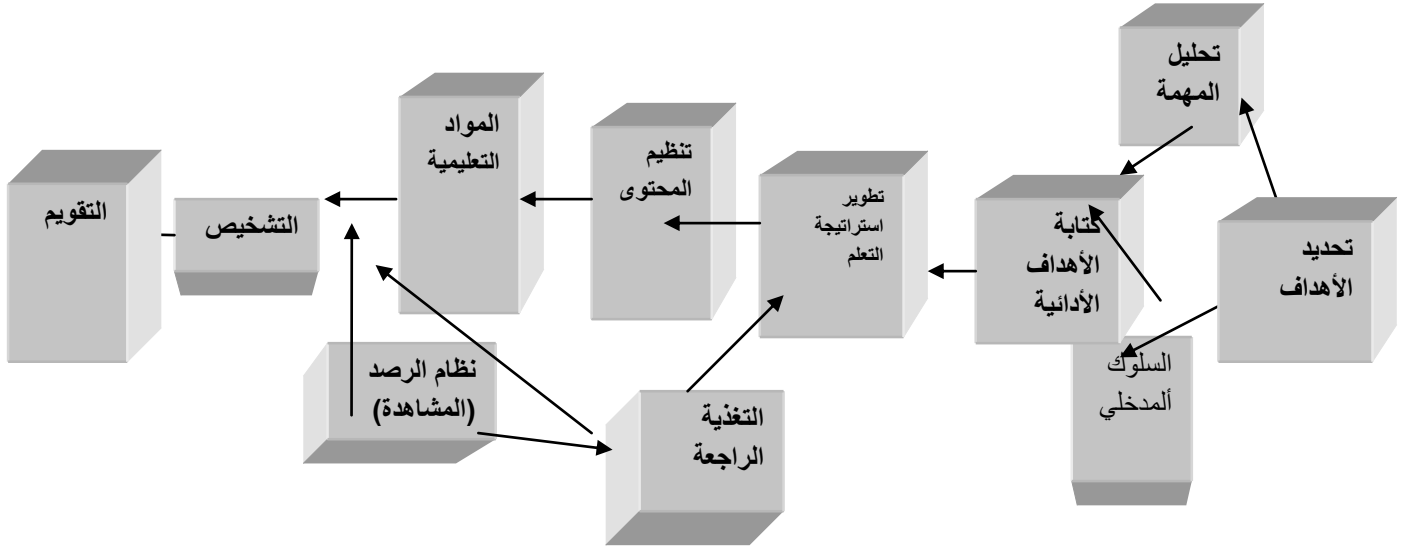 تحليل
المهمة
تحديد
الأهداف
السلوك
ألمدخلي
كتابة
الأهداف
الأدائية
تطوير
استراتيجة
التعلم
تنظيم
المحتوى
المواد
التعليمية
التشخيص
التقويم
نظام الرصد
(المشاهدة)
التغذية
الراجعة